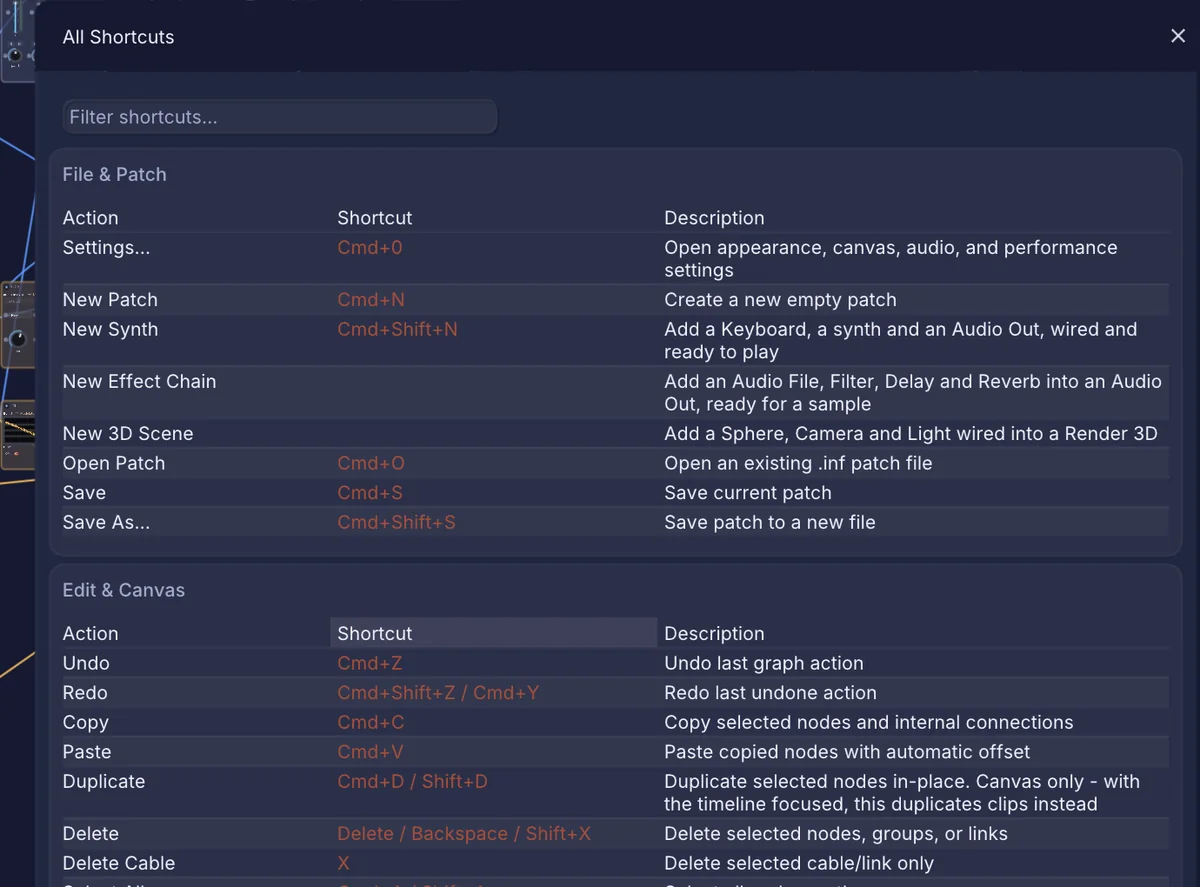 All Shortcuts
Filter shortcuts...
File & Patch
Action Shortcut Description
Settings... Cmd+0 Open appearance, canvas, audio, and performance
settings
New Patch Cmd+N Create a new empty patch
New Synth Cmd+Shift+N Add a Keyboard, a synth and an Audio Out, wired and
ready to play
New Effect Chain Add an Audio File, Filter, Delay and Reverb into an Audio
Out, ready for a sample
New 3D Scene Add a Sphere, Camera and Light wired into a Render 3D
Open Patch Cmd+O Open an existing .inf patch file
Save Cmd+S Save current patch
Save As... Cmd+Shift+S Save patch to a new file
Edit & Canvas
Action Shortcut Description
Undo Cmd+Z Undo last graph action
Redo Cmd+Shift+Z / Cmd+Y Redo last undone action
Copy Cmd+C Copy selected nodes and internal connections
Paste Cmd+V Paste copied nodes with automatic offset
Duplicate Cmd+D / Shift+D Duplicate selected nodes in-place. Canvas only - with
the timeline focused, this duplicates clips instead
Delete Delete / Backspace / Shift+X Delete selected nodes, groups, or links
Delete Cable X Delete selected cable/link only